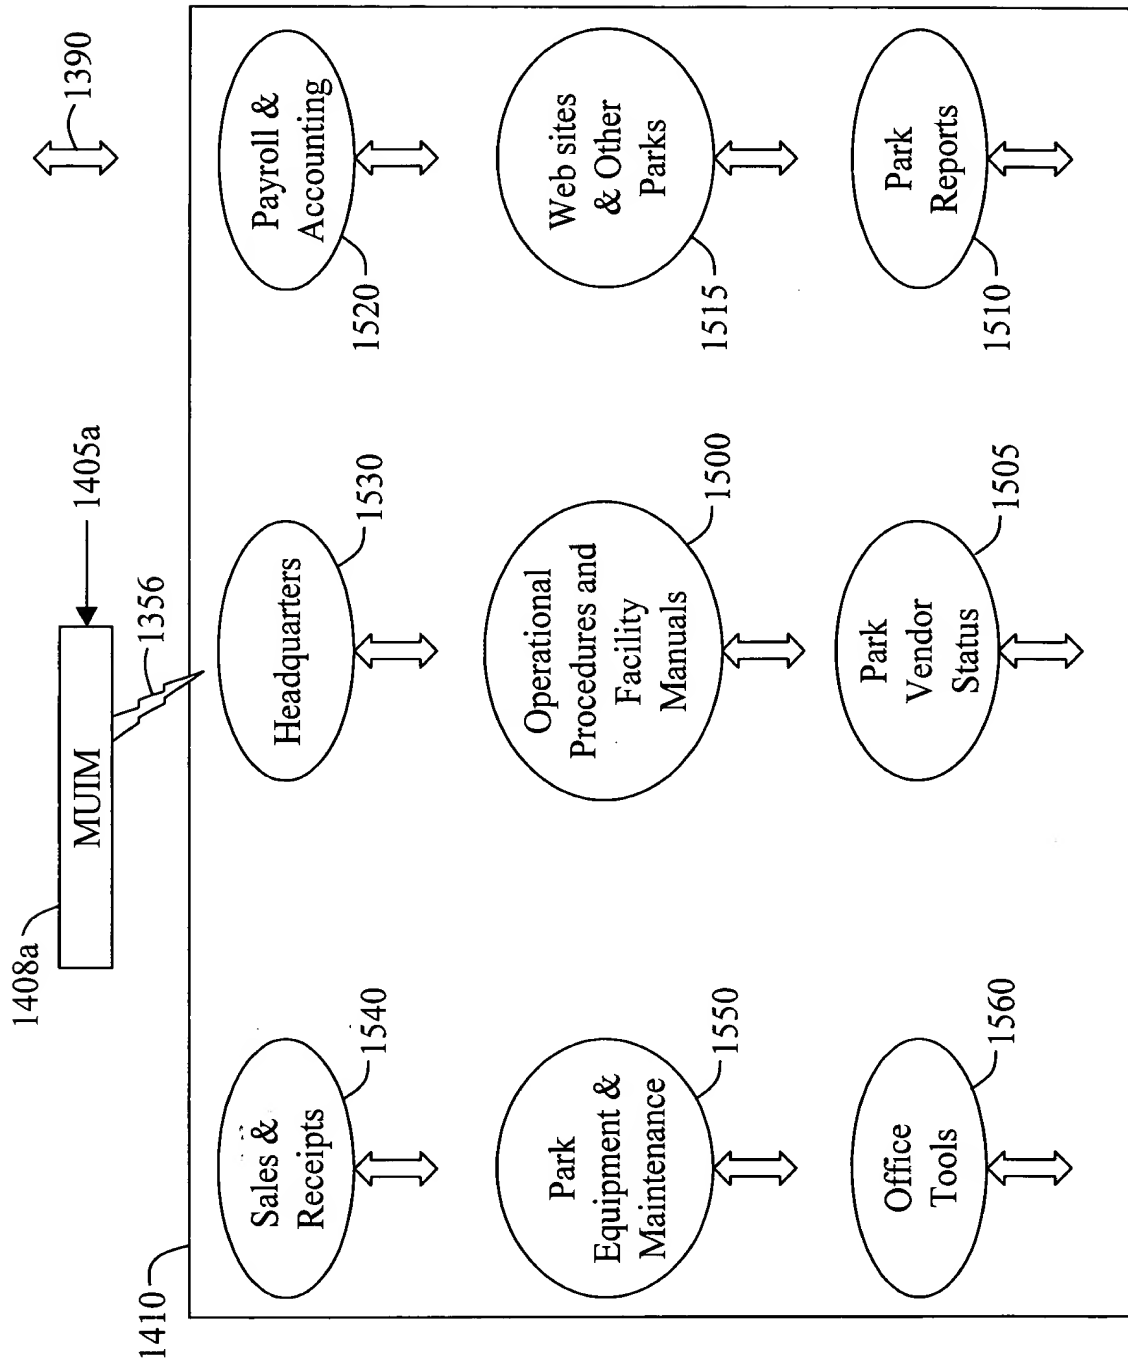 1408a
MUIM
1405a
1356
1390
1410
Sales &
Receipts
1540
Headquarters
1530
Payroll &
Accounting
1520
Park
Equipment &
Maintenance
1550
Operational
Procedures and
Facility
Manuals
1500
Web sites
& Other
Parks
1515
Office
Tools
1560
Park
Vendor
Status
1505
Park
Reports
1510